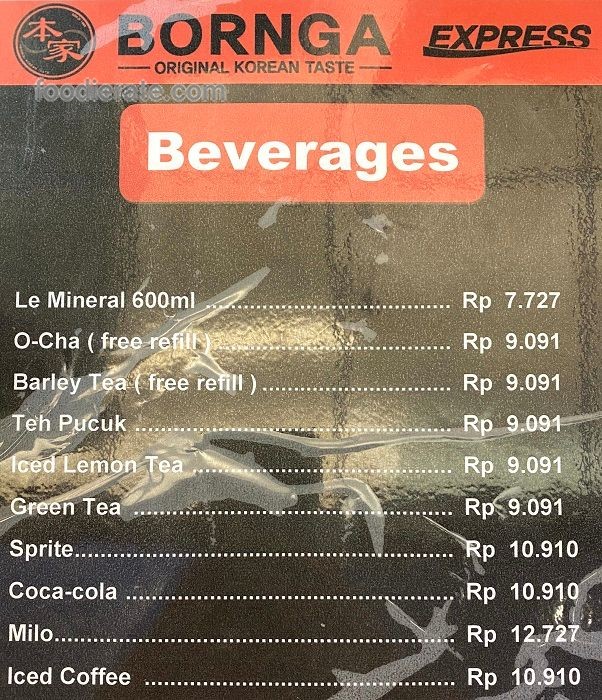 本家 BORNGA EXPRESS
ORIGINAL KOREAN TASTE
foodierate.com
Beverages
Le Mineral 600ml ................................ Rp 7.727
O-Cha ( free refill ) ............................... Rp 9.091
Barley Tea ( free refill ) ......................... Rp 9.091
Teh Pucuk .......................................... Rp 9.091
Iced Lemon Tea .................................. Rp 9.091
Green Tea .......................................... Rp 9.091
Sprite.................................................. Rp 10.910
Coca-cola ........................................... Rp 10.910
Milo..................................................... Rp 12.727
Iced Coffee ........................................ Rp 10.910